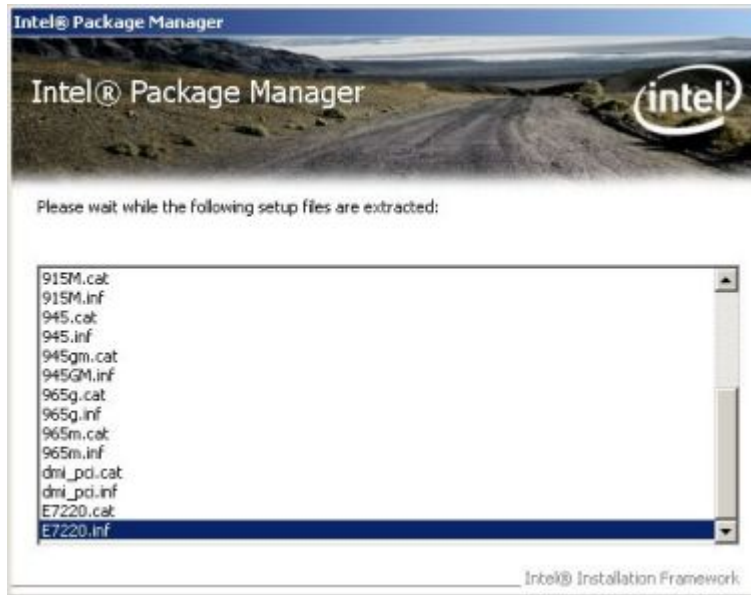 Intel® Package Manager
Intel® Package Manager
intel
Please wait while the following setup files are extracted:
915M.cat
915M.inf
945.cat
945.inf
945gm.cat
945GM.inf
965g.cat
965g.inf
965m.cat
965m.inf
dmi_pci.cat
dmi_pci.inf
E7220.cat
E7220.inf
Intel® Installation Framework